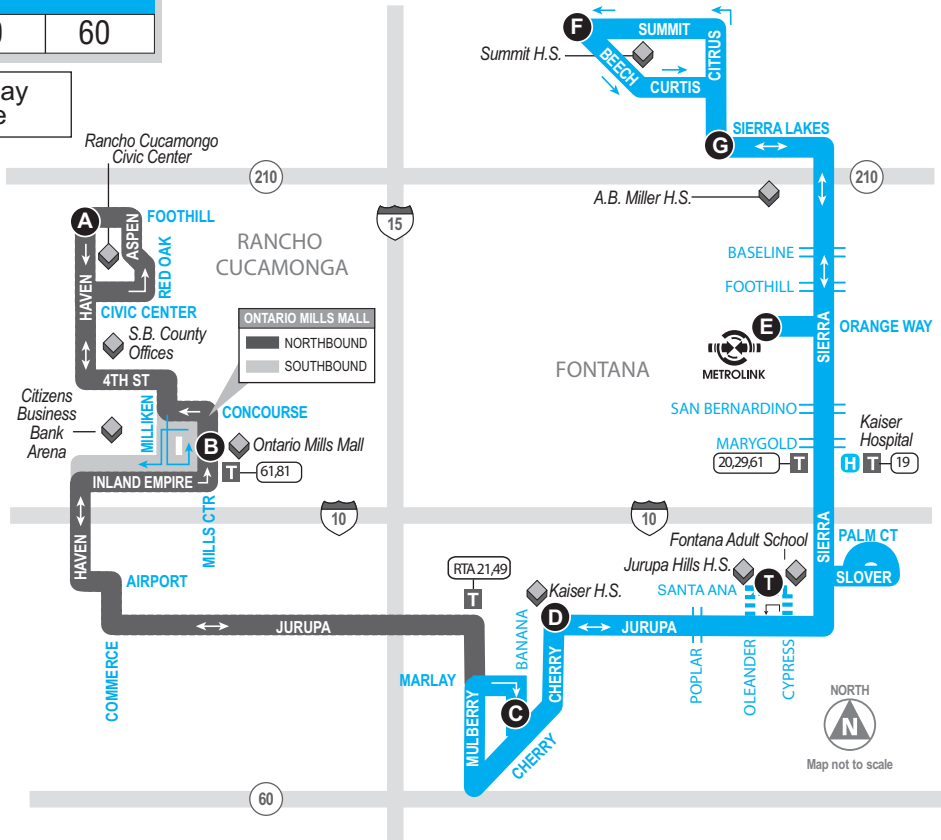 60
ay
e
F
SUMMIT
Summit H.S.
BEECH
CITRUS
CURTIS
G
SIERRA LAKES
Rancho Cucamongo
Civic Center
210
210
A.B. Miller H.S.
A
FOOTHILL
ASPEN
RED OAK
15
RANCHO
CUCAMONGA
HAVEN
CIVIC CENTER
BASELINE
FOOTHILL
S.B. County
Offices
ONTARIO MILLS MALL
NORTHBOUND
SOUTHBOUND
E
ORANGE WAY
SIERRA
METROLINK
FONTANA
4TH ST
Citizens
Business
Bank
Arena
MILLIKEN
CONCOURSE
SAN BERNARDINO
Kaiser
Hospital
B
Ontario Mills Mall
MARYGOLD
T
61,81
20,29,61
T
H
T
19
INLAND EMPIRE
MILLS CTR
10
10
HAVEN
SIERRA
PALM CT
Fontana Adult School
Jurupa Hills H.S.
SLOVER
AIRPORT
RTA 21,49
T
Kaiser H.S.
SANTA ANA
T
D
JURUPA
JURUPA
BANANA
COMMERCE
POPLAR
OLEANDER
CYPRESS
MARLAY
CHERRY
C
MULBERRY
CHERRY
NORTH
N
Map not to scale
60